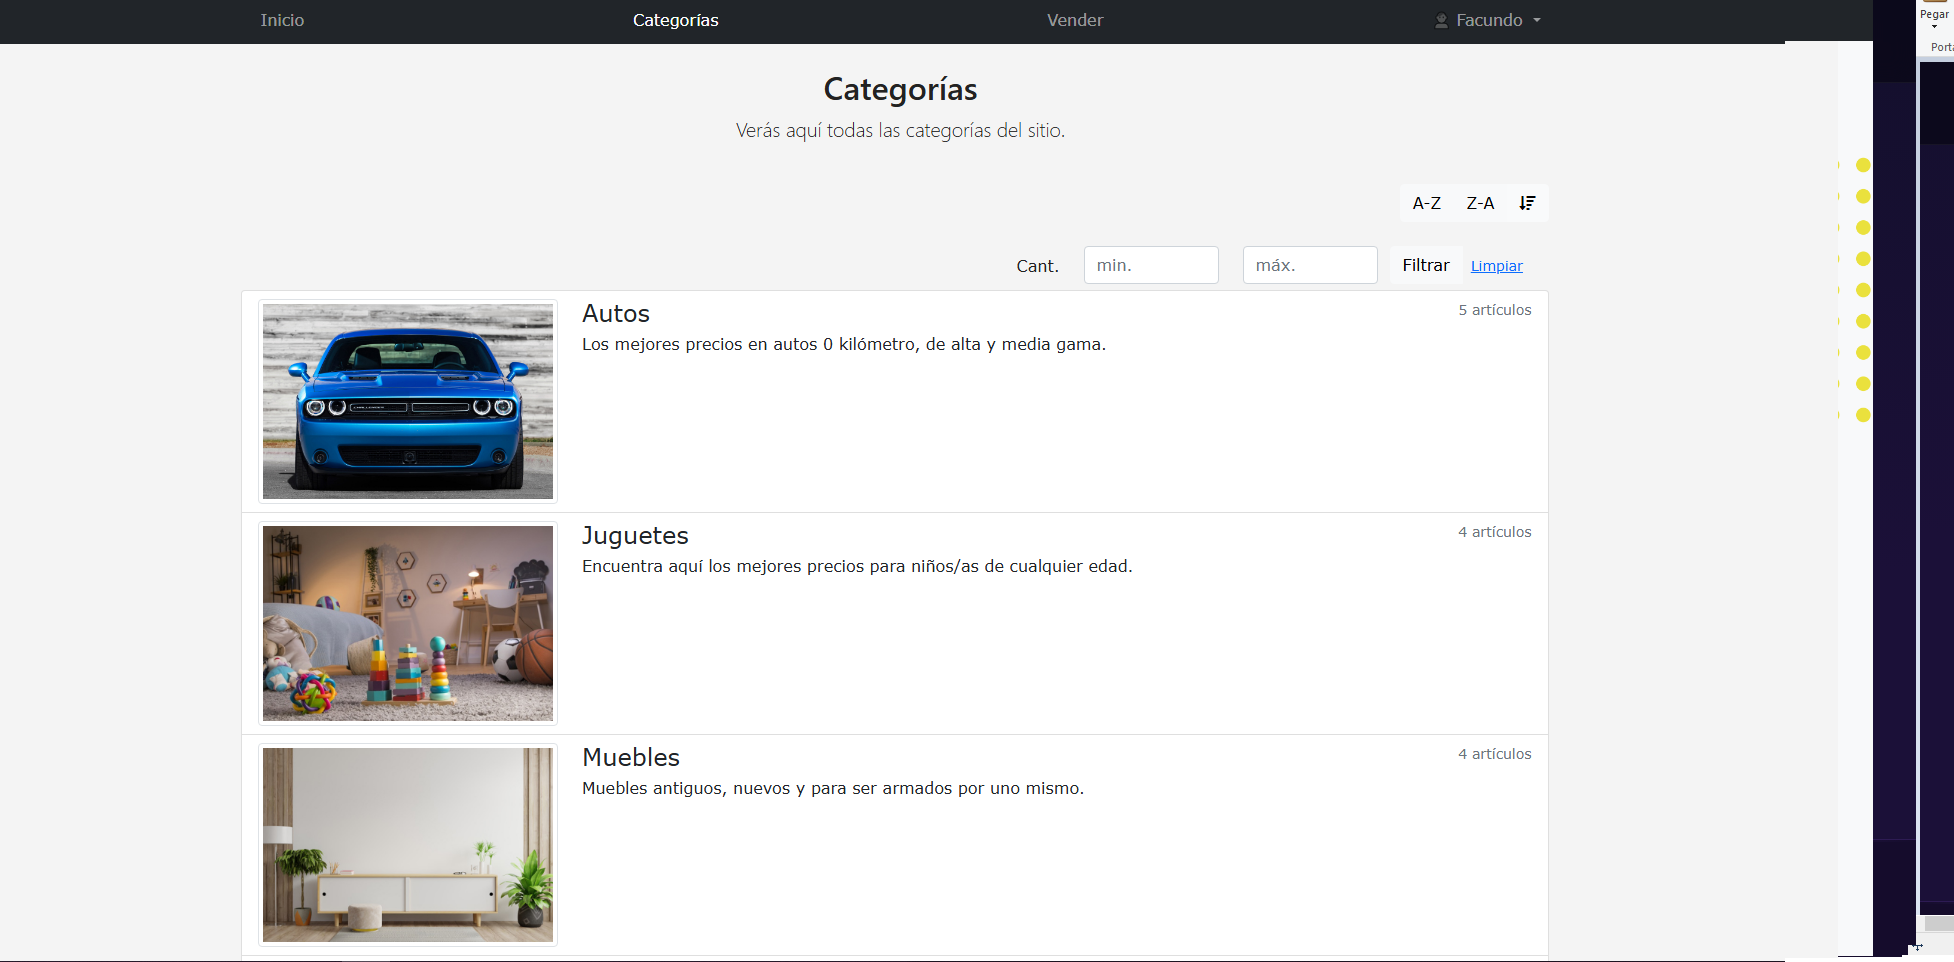 Inicio
Categorías
Vender
Facundo
Pegar
Categorías
Verás aquí todas las categorías del sitio.
A-Z
Z-A
Cant.
min.
máx.
Filtrar
Limpiar
Autos
5 artículos
Los mejores precios en autos 0 kilómetro, de alta y media gama.
Juguetes
4 artículos
Encuentra aquí los mejores precios para niños/as de cualquier edad.
Muebles
4 artículos
Muebles antiguos, nuevos y para ser armados por uno mismo.